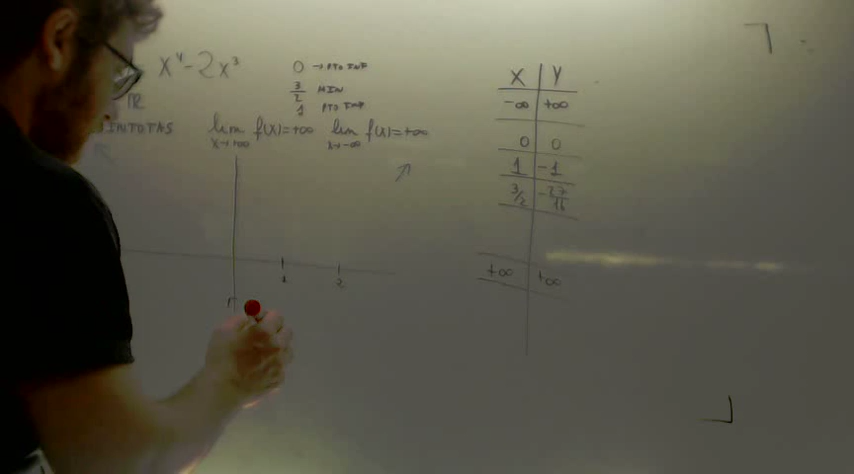 x⁴-2x³
0 → PTO INF
3/2 MIN
1 PTO INF
IR
INTOTAS
lim x→+∞ f(x)=+∞ lim x→-∞ f(x)=+∞
1 2
X Y
-∞ +∞
0 0
1 -1
3/2 -27/16
+∞ +∞